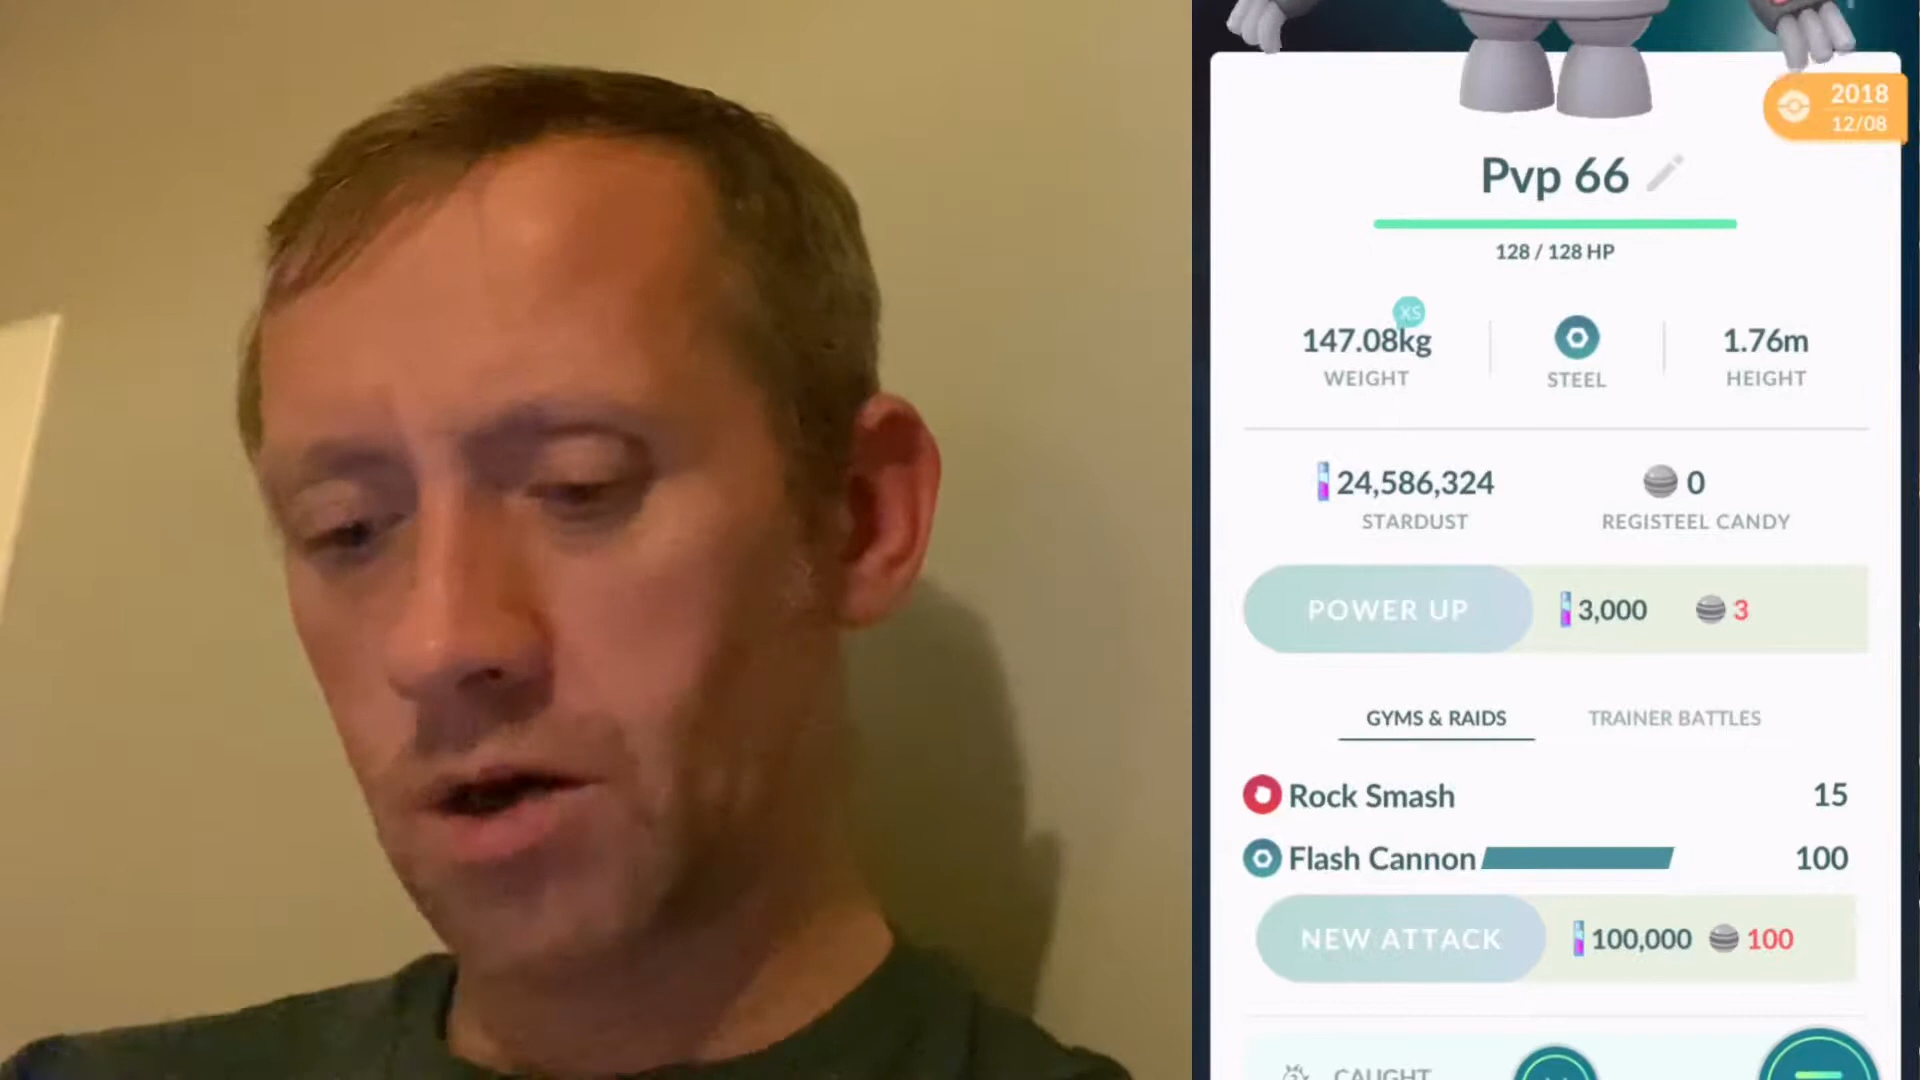 2018
12/08
Pvp 66
128 / 128 HP
XS
147.08kg
WEIGHT
STEEL
1.76m
HEIGHT
24,586,324
STARDUST
0
REGISTEEL CANDY
POWER UP
3,000
3
GYMS & RAIDS
TRAINER BATTLES
Rock Smash
15
Flash Cannon
100
NEW ATTACK
100,000
100
CAUGHT